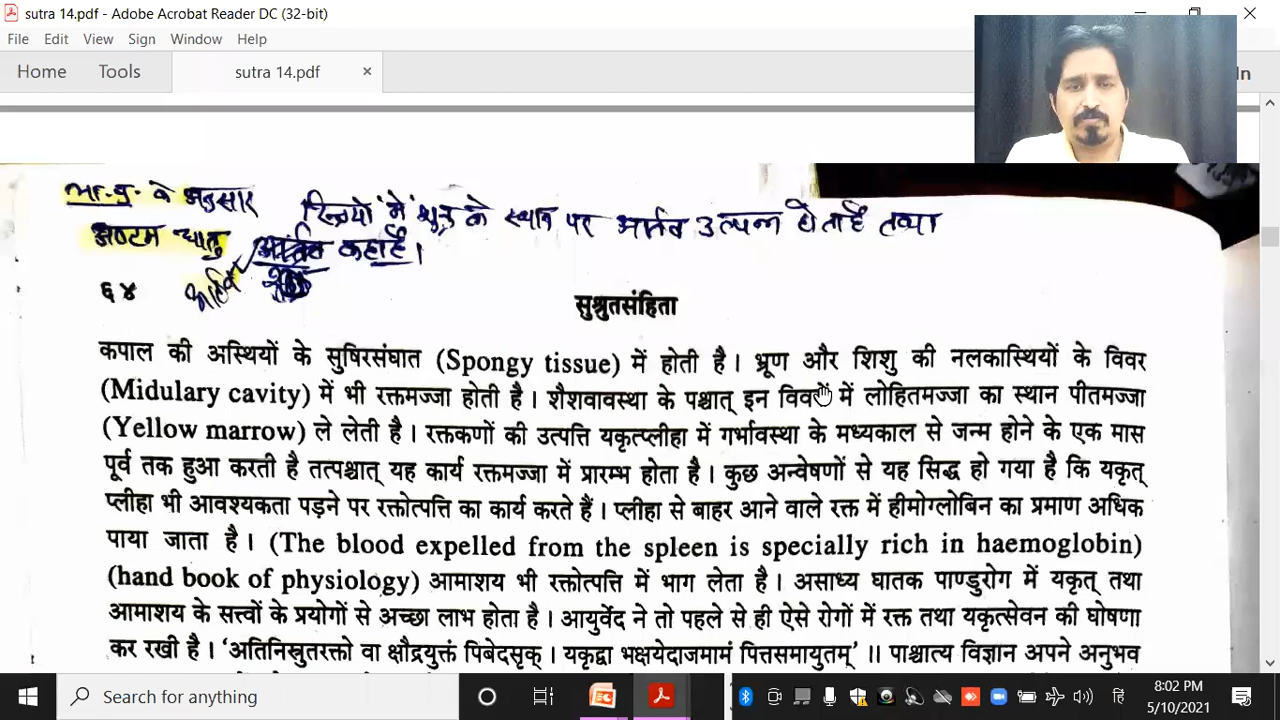 sutra 14.pdf - Adobe Acrobat Reader DC (32-bit)
File Edit View Sign Window Help
Home Tools sutra 14.pdf × In
भा.प्र. के अनुसार स्त्रियों में शुक्र के स्थान पर आर्तव उत्पन्न होता है तथा
अष्टम धातु आर्तव कहा है।
आर्तव
६४ सुश्रुतसंहिता
कपाल की अस्थियों के सुषिरसंघात (Spongy tissue) में होती है। भ्रूण और शिशु की नलकास्थियों के विवर
(Midulary cavity) में भी रक्तमज्जा होती है। शैशवावस्था के पश्चात् इन विवरों में लोहितमज्जा का स्थान पीतमज्जा
(Yellow marrow) ले लेती है। रक्तकणों की उत्पत्ति यकृत्प्लीहा में गर्भावस्था के मध्यकाल से जन्म होने के एक मास
पूर्व तक हुआ करती है तत्पश्चात् यह कार्य रक्तमज्जा में प्रारम्भ होता है। कुछ अन्वेषणों से यह सिद्ध हो गया है कि यकृत्
प्लीहा भी आवश्यकता पड़ने पर रक्तोत्पत्ति का कार्य करते हैं। प्लीहा से बाहर आने वाले रक्त में हीमोग्लोबिन का प्रमाण अधिक
पाया जाता है। (The blood expelled from the spleen is specially rich in haemoglobin)
(hand book of physiology) आमाशय भी रक्तोत्पत्ति में भाग लेता है। असाध्य घातक पाण्डुरोग में यकृत् तथा
आमाशय के सत्त्वों के प्रयोगों से अच्छा लाभ होता है। आयुर्वेद ने तो पहले से ही ऐसे रोगों में रक्त तथा यकृत्सेवन की घोषणा
कर रखी है। 'अतिनिस्रुतरक्तो वा क्षौद्रयुक्तं पिबेदसृक्। यकृद्वा भक्षयेदाजमामं पित्तसमायुतम्'।। पाश्चात्य विज्ञान अपने अनुभव
Search for anything
हि
8:02 PM
5/10/2021